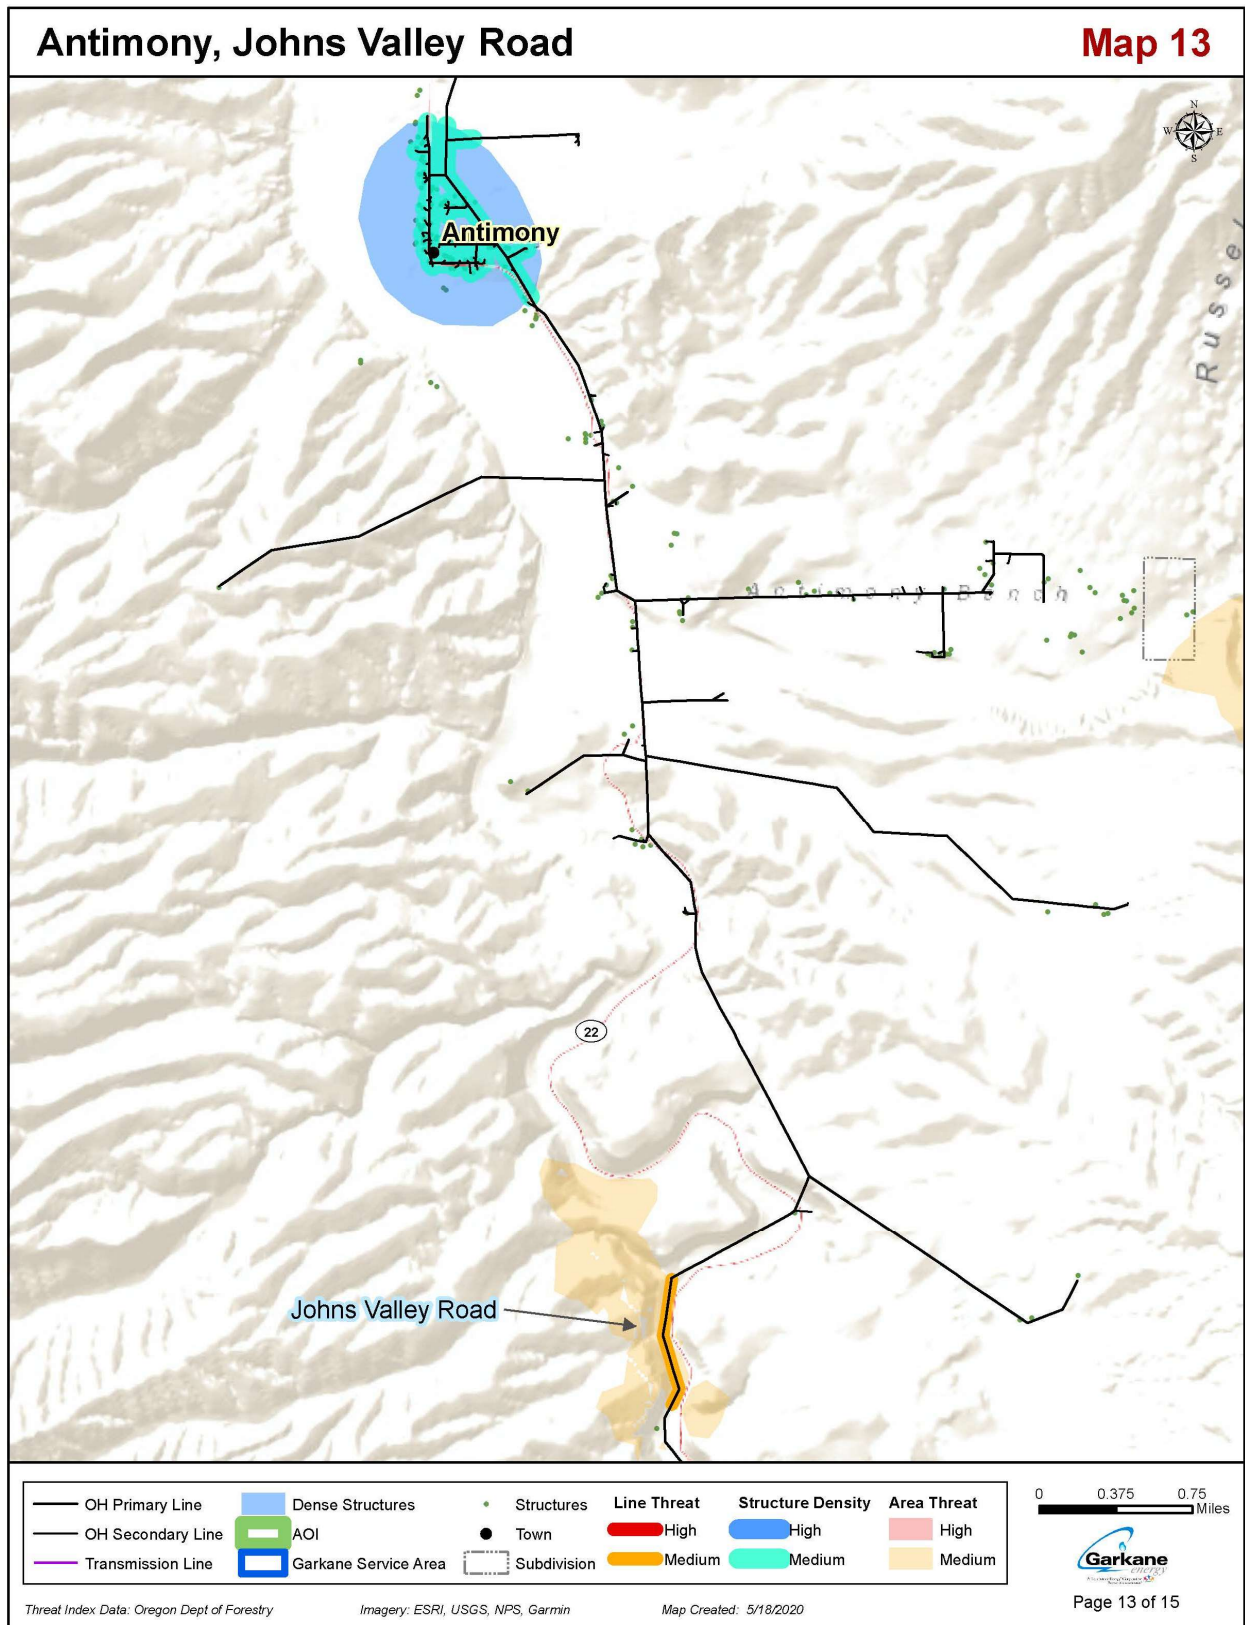 Antimony, Johns Valley Road
Map 13
N
W E
S
Antimony
Russel
Antimony Bench
22
Johns Valley Road
OH Primary Line
OH Secondary Line
Transmission Line
Dense Structures
AOI
Garkane Service Area
Structures
Town
Subdivision
Line Threat
High
Medium
Structure Density
High
Medium
Area Threat
High
Medium
0 0.375 0.75
Miles
Garkane
energy
Page 13 of 15
Threat Index Data: Oregon Dept of Forestry
Imagery: ESRI, USGS, NPS, Garmin
Map Created: 5/18/2020